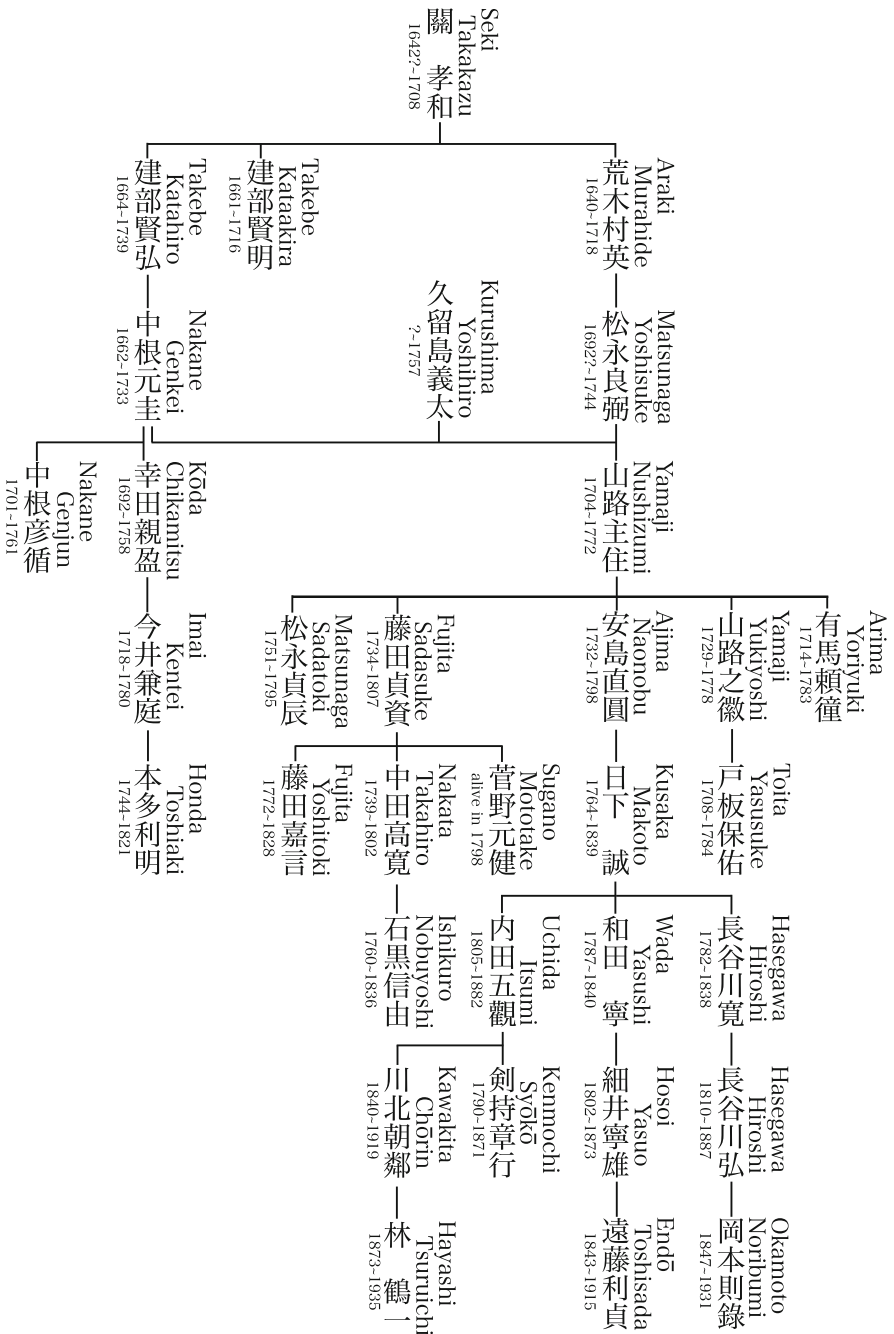 Seki
Takakazu
關　孝和
1642?~1708
Araki
Murahide
荒木村英
1640~1718
Takebe
Kataakira
建部賢明
1661~1716
Takebe
Katahiro
建部賢弘
1664~1739
Matsunaga
Yoshisuke
松永良弼
1692?~1744
Kurushima
Yoshihiro
久留島義太
?~1757
Nakane
Genkei
中根元圭
1662~1733
Yamaji
Nushizumi
山路主住
1704~1772
Kōda
Chikamitsu
幸田親盈
1692~1758
Nakane
Genjun
中根彦循
1701~1761
Arima
Yoriyuki
有馬頼徸
1714~1783
Yamaji
Yukiyoshi
山路之徽
1729~1778
Ajima
Naonobu
安島直圓
1732~1798
Fujita
Sadasuke
藤田貞資
1734~1807
Matsunaga
Sadatoki
松永貞辰
1751~1795
Imai
Kentei
今井兼庭
1718~1780
Toita
Yasusuke
戸板保佑
1708~1784
Kusaka
Makoto
日下　誠
1764~1839
Sugano
Mototake
菅野元健
alive in 1798
Nakata
Takahiro
中田高寛
1739~1802
Fujita
Yoshitoki
藤田嘉言
1772~1828
Honda
Toshiaki
本多利明
1744~1821
Hasegawa
Hiroshi
長谷川寛
1782~1838
Wada
Yasushi
和田　寧
1787~1840
Uchida
Itsumi
内田五觀
1805~1882
Ishikuro
Nobuyoshi
石黒信由
1760~1836
Hasegawa
Hiroshi
長谷川弘
1810~1887
Hosoi
Yasuo
細井寧雄
1802~1873
Kenmochi
Syōkō
剣持章行
1790~1871
Kawakita
Chōrin
川北朝鄰
1840~1919
Okamoto
Noribumi
岡本則錄
1847~1931
Endō
Toshisada
遠藤利貞
1843~1915
Hayashi
Tsuruichi
林　鶴一
1873~1935